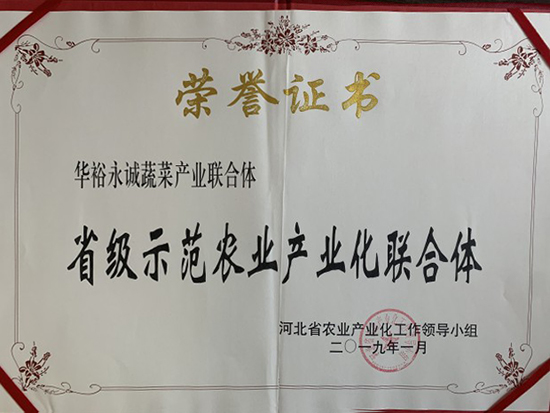 荣誉证书
华裕永诚蔬菜产业联合体
省级示范农业产业化联合体
河北省农业产业化工作领导小组
二〇一九年一月